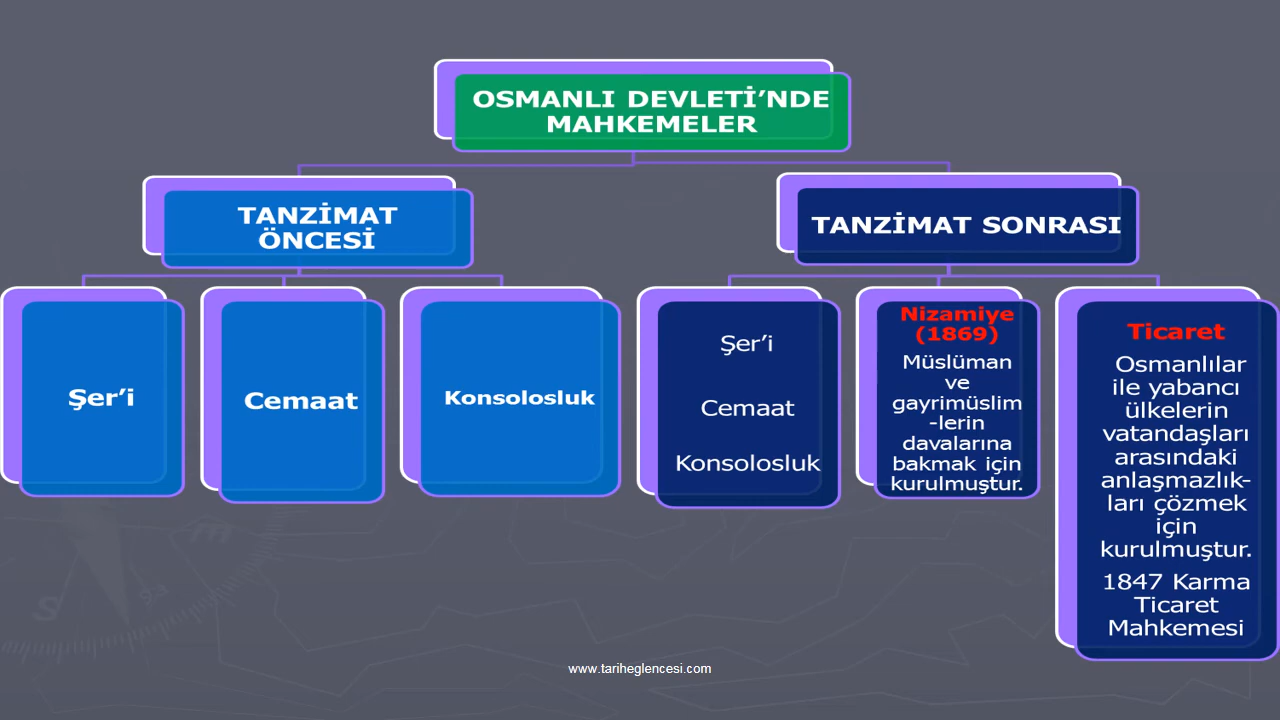 OSMANLI DEVLETİ’NDE
MAHKEMELER
TANZİMAT
ÖNCESİ
TANZİMAT SONRASI
Şer’i
Cemaat
Konsolosluk
Şer’i
Cemaat
Konsolosluk
Nizamiye
(1869)
Müslüman
ve
gayrimüslim
-lerin
davalarına
bakmak için
kurulmuştur.
Ticaret
Osmanlılar
ile yabancı
ülkelerin
vatandaşları
arasındaki
anlaşmazlık-
ları çözmek
için
kurulmuştur.
1847 Karma
Ticaret
Mahkemesi
www.tariheglencesi.com